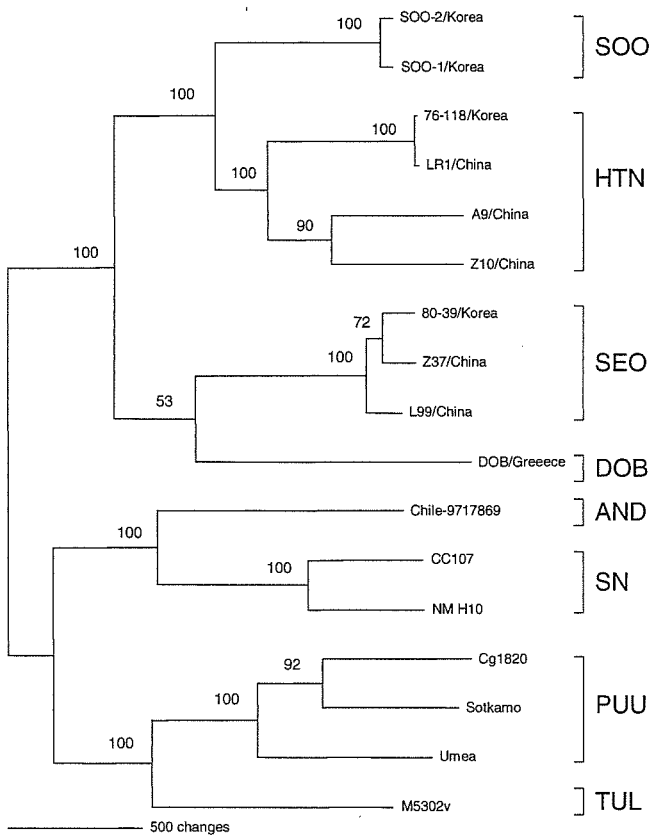 100
SOO-2/Korea
SOO-1/Korea
SOO
100
100
76-118/Korea
LR1/China
HTN
100
90
A9/China
Z10/China
100
72
80-39/Korea
Z37/China
SEO
100
L99/China
53
DOB/Greeece
DOB
Chile-9717869
AND
100
100
CC107
NM H10
SN
92
Cg1820
Sotkamo
PUU
100
Umea
100
M5302v
TUL
500 changes